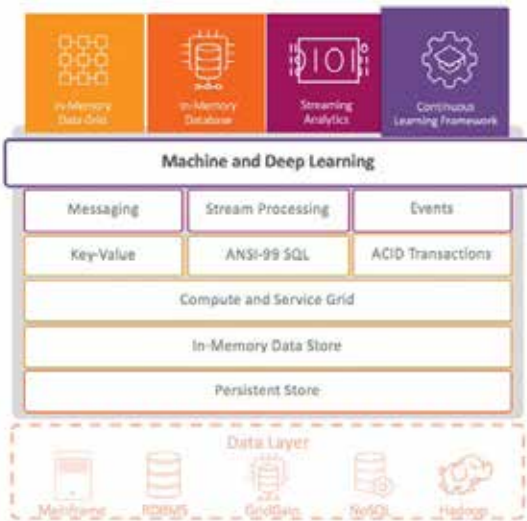 In-Memory
Data Grid
In-Memory
Database
Streaming
Analytics
Continuous
Learning Framework
Machine and Deep Learning
Messaging
Stream Processing
Events
Key-Value
ANSI-99 SQL
ACID Transactions
Compute and Service Grid
In-Memory Data Store
Persistent Store
Data Layer
Mainframe
RDBMS
GridGain
NoSQL
Hadoop